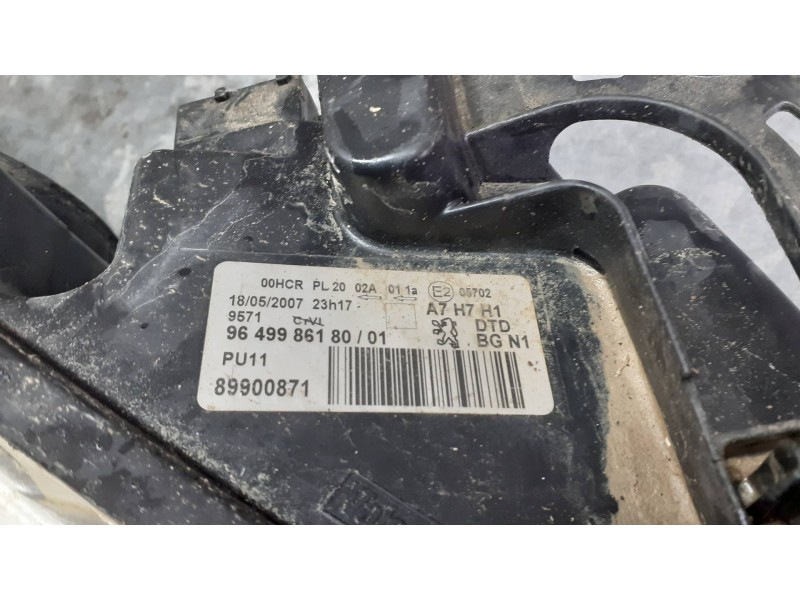 00HCR PL 20 02A 01 1a E2 05702
18/05/2007 23h17
A7 H7 H1
9571
DTD
96 499 861 80 / 01
BG N1
PU11
89900871